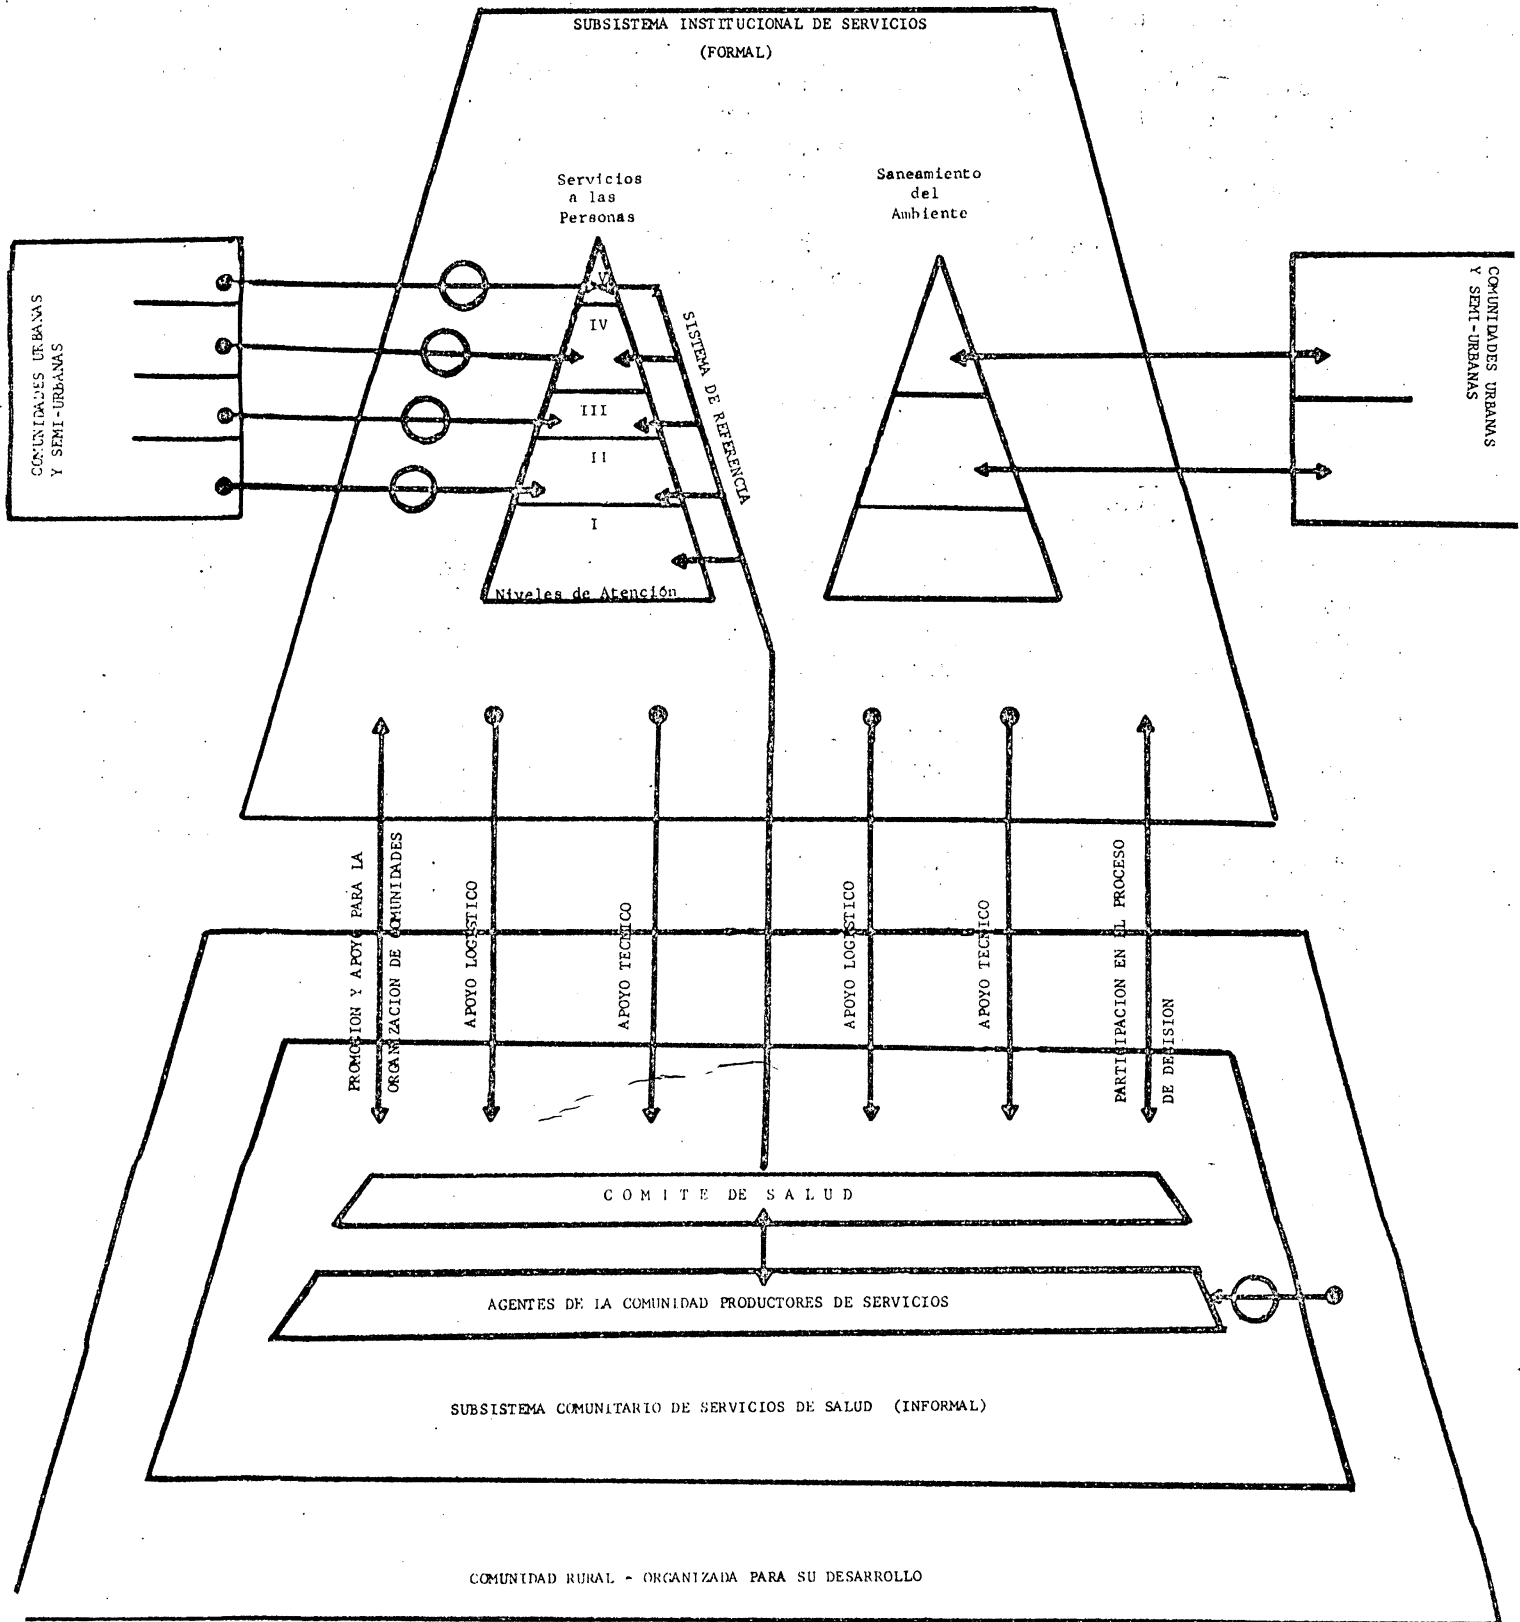 SUBSISTEMA INSTITUCIONAL DE SERVICIOS
(FORMAL)
Servicios
a las
Personas
Saneamiento
del
Ambiente
COMUNIDADES URBANAS
Y SEMI-URBANAS
V
IV
III
II
I
Niveles de Atención
SISTEMA DE REFERENCIA
COMUNIDADES URBANAS
Y SEMI-URBANAS
PROMOCION Y APOYO PARA LA
ORGANIZACION DE COMUNIDADES
APOYO LOGISTICO
APOYO TECNICO
APOYO LOGISTICO
APOYO TECNICO
PARTICIPACION EN EL PROCESO
DE DECISION
COMITE DE SALUD
AGENTES DE LA COMUNIDAD PRODUCTORES DE SERVICIOS
SUBSISTEMA COMUNITARIO DE SERVICIOS DE SALUD (INFORMAL)
COMUNIDAD RURAL - ORGANIZADA PARA SU DESARROLLO